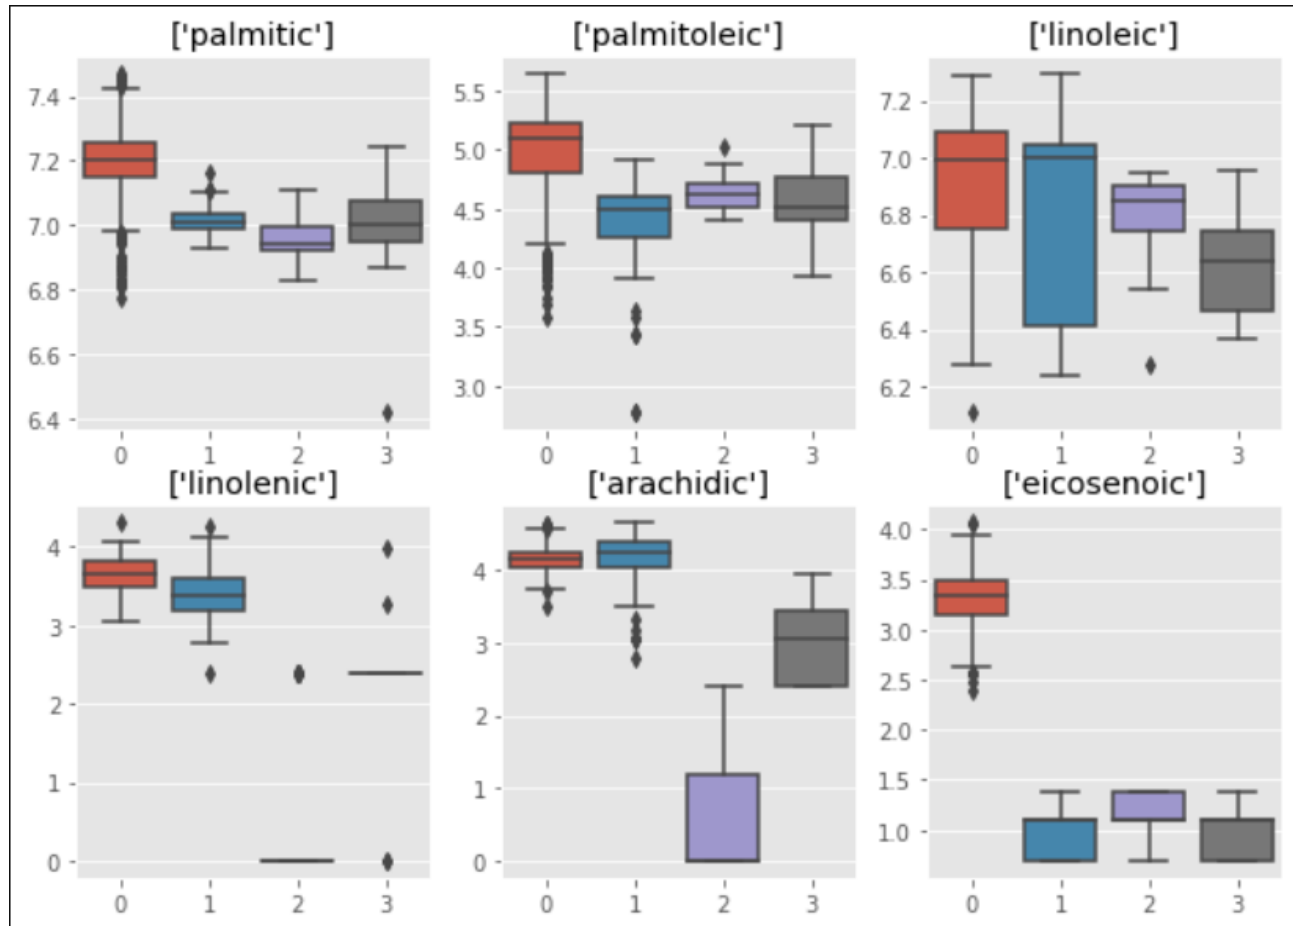 ['palmitic'] ['palmitoleic'] ['linoleic']
7.4 5.5 7.2
7.2 5.0 7.0
7.0 4.5 6.8
6.8 4.0 6.6
6.6 3.5 6.4
6.4 3.0 6.2
0 1 2 3 0 1 2 3 0 1 2 3
['linolenic'] ['arachidic'] ['eicosenoic']
4 4 4.0
3 3 3.5
2 2 3.0
1 1 2.5
0 0 2.0
1.5
1.0
0 1 2 3 0 1 2 3 0 1 2 3